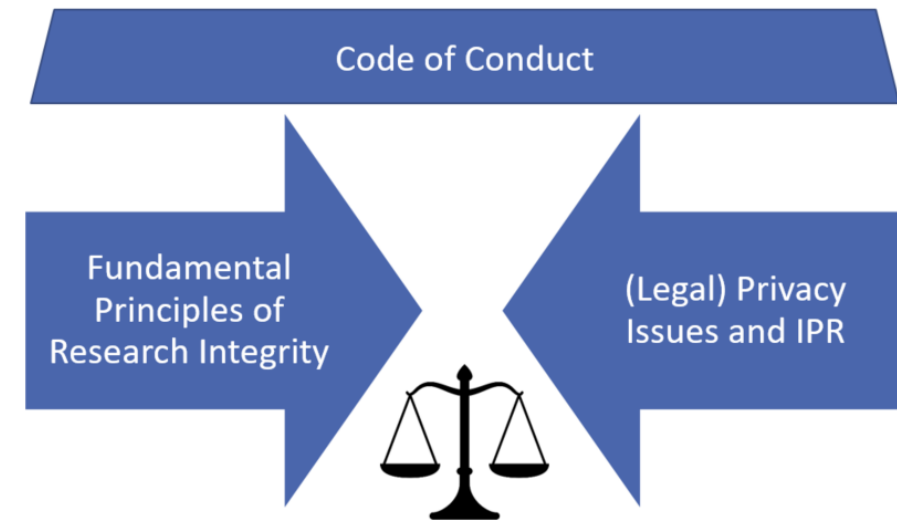 Code of Conduct
Fundamental
Principles of
Research Integrity
(Legal) Privacy
Issues and IPR